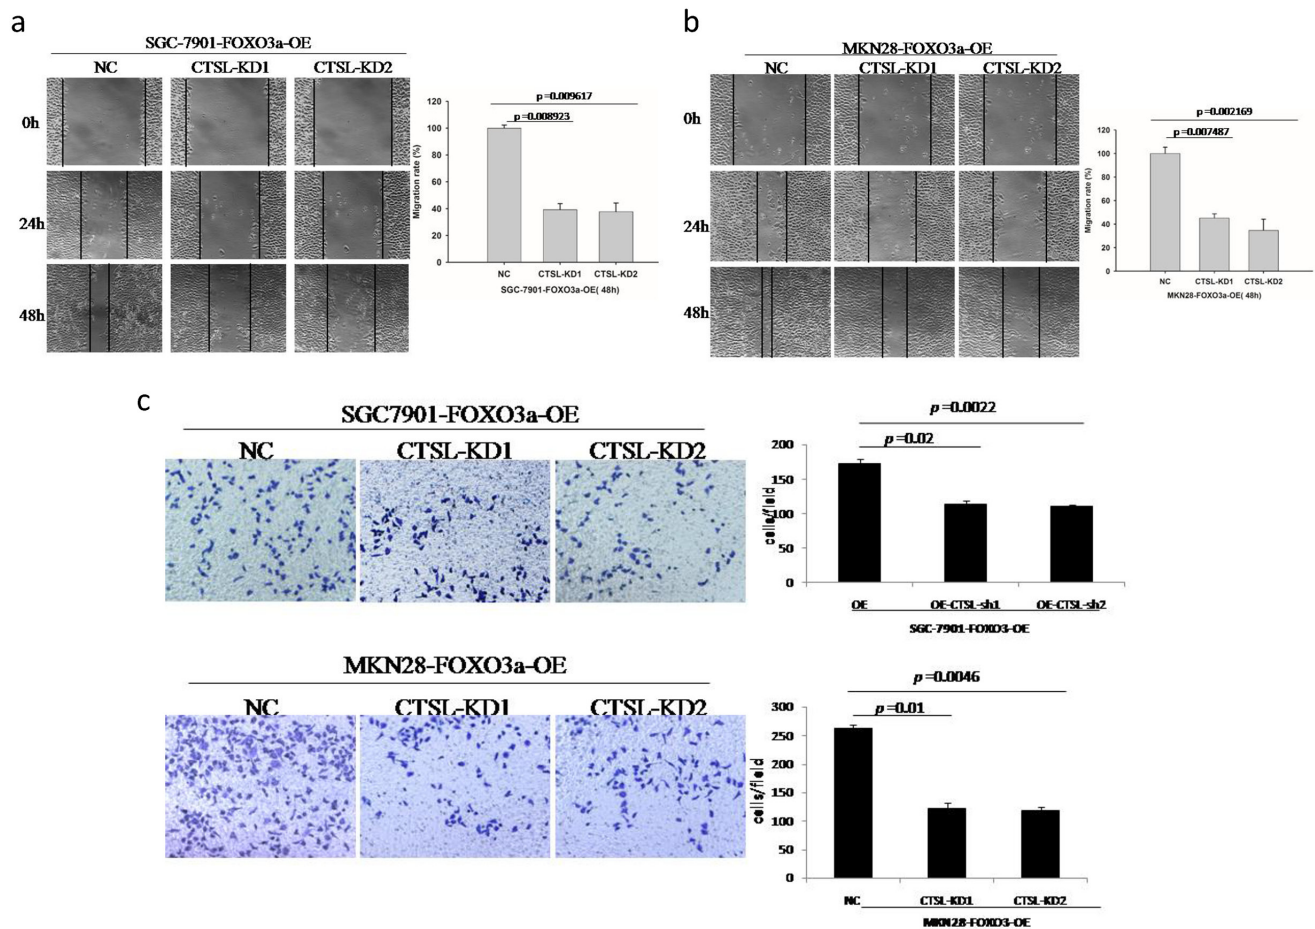 a
SGC-7901-FOXO3a-OE
NC CTSL-KD1 CTSL-KD2
0h
24h
48h
p =0.009617
p =0.008923
120
100
80
60
40
20
0
Migration rate (%)
NC CTSL-KD1 CTSL-KD2
SGC-7901-FOXO3a-OE( 48h)
b
MKN28-FOXO3a-OE
NC CTSL-KD1 CTSL-KD2
0h
24h
48h
p =0.002169
p =0.007487
120
100
80
60
40
20
0
Migration rate (%)
NC CTSL-KD1 CTSL-KD2
MKN28-FOXO3a-OE( 48h)
c
SGC7901-FOXO3a-OE
NC CTSL-KD1 CTSL-KD2
p =0.0022
p =0.02
200
150
100
50
0
cells/field
OE OE-CTSL-sh1 OE-CTSL-sh2
SGC-7901-FOXO3-OE
MKN28-FOXO3a-OE
NC CTSL-KD1 CTSL-KD2
p =0.0046
p =0.01
300
250
200
150
100
50
0
cells/field
NC CTSL-KD1 CTSL-KD2
MKN28-FOXO3-OE